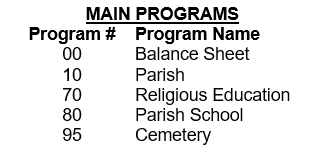 MAIN PROGRAMS
Program # Program Name
00 Balance Sheet
10 Parish
70 Religious Education
80 Parish School
95 Cemetery